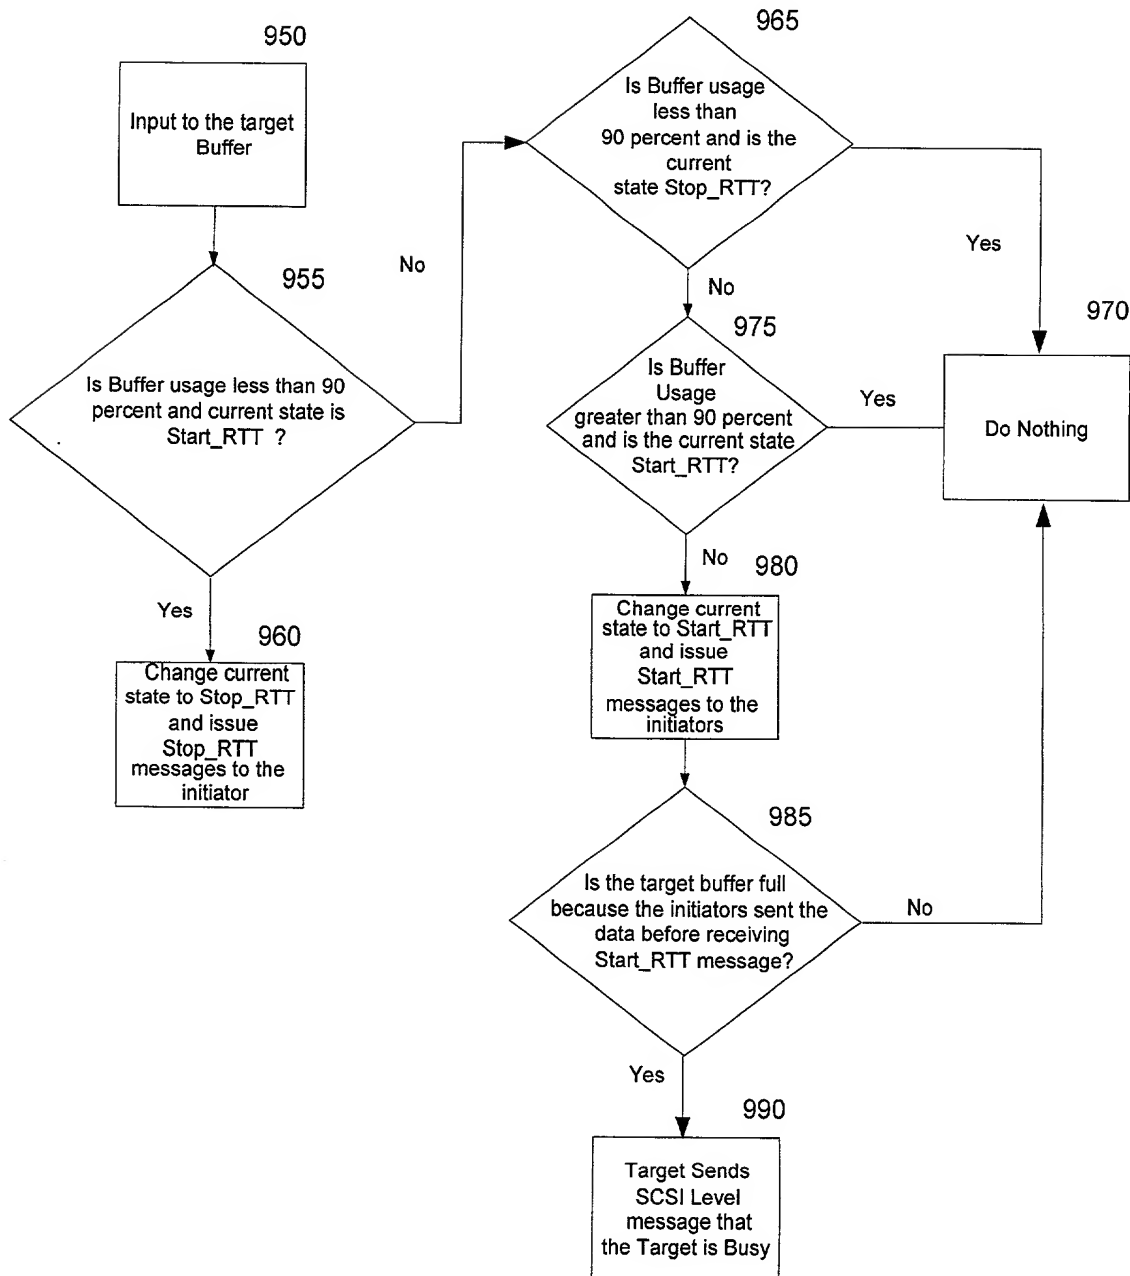 950
Input to the target
Buffer
955
Is Buffer usage less than 90
percent and current state is
Start_RTT ?
No
Yes
960
Change current
state to Stop_RTT
and issue
Stop_RTT
messages to the
initiator
965
Is Buffer usage
less than
90 percent and is the
current
state Stop_RTT?
Yes
No
970
Do Nothing
975
Is Buffer
Usage
greater than 90 percent
and is the current state
Start_RTT?
Yes
No
980
Change current
state to Start_RTT
and issue
Start_RTT
messages to the
initiators
985
Is the target buffer full
because the initiators sent the
data before receiving
Start_RTT message?
No
Yes
990
Target Sends
SCSI Level
message that
the Target is Busy